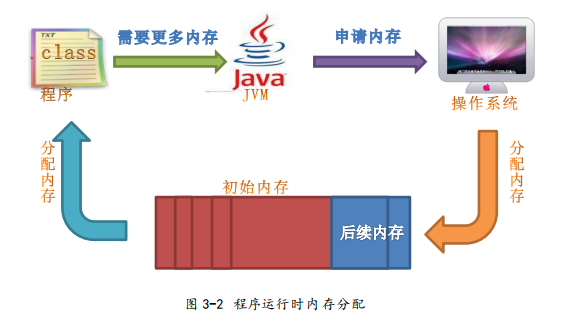 TXT
.class
程序
需要更多内存
Java
JVM
申请内存
操作系统
分配内存
分配内存
初始内存
后续内存
图 3-2 程序运行时内存分配